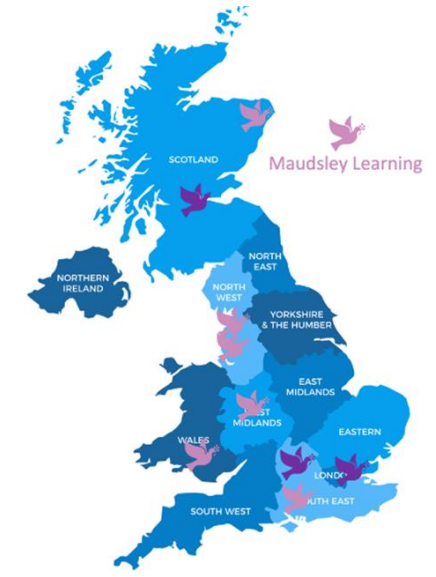 SCOTLAND
Maudsley Learning
NORTHERN
IRELAND
NORTH
EAST
NORTH
WEST
YORKSHIRE
& THE HUMBER
EAST
MIDLANDS
MIDLANDS
EASTERN
WALES
EAST
SOUTH WEST